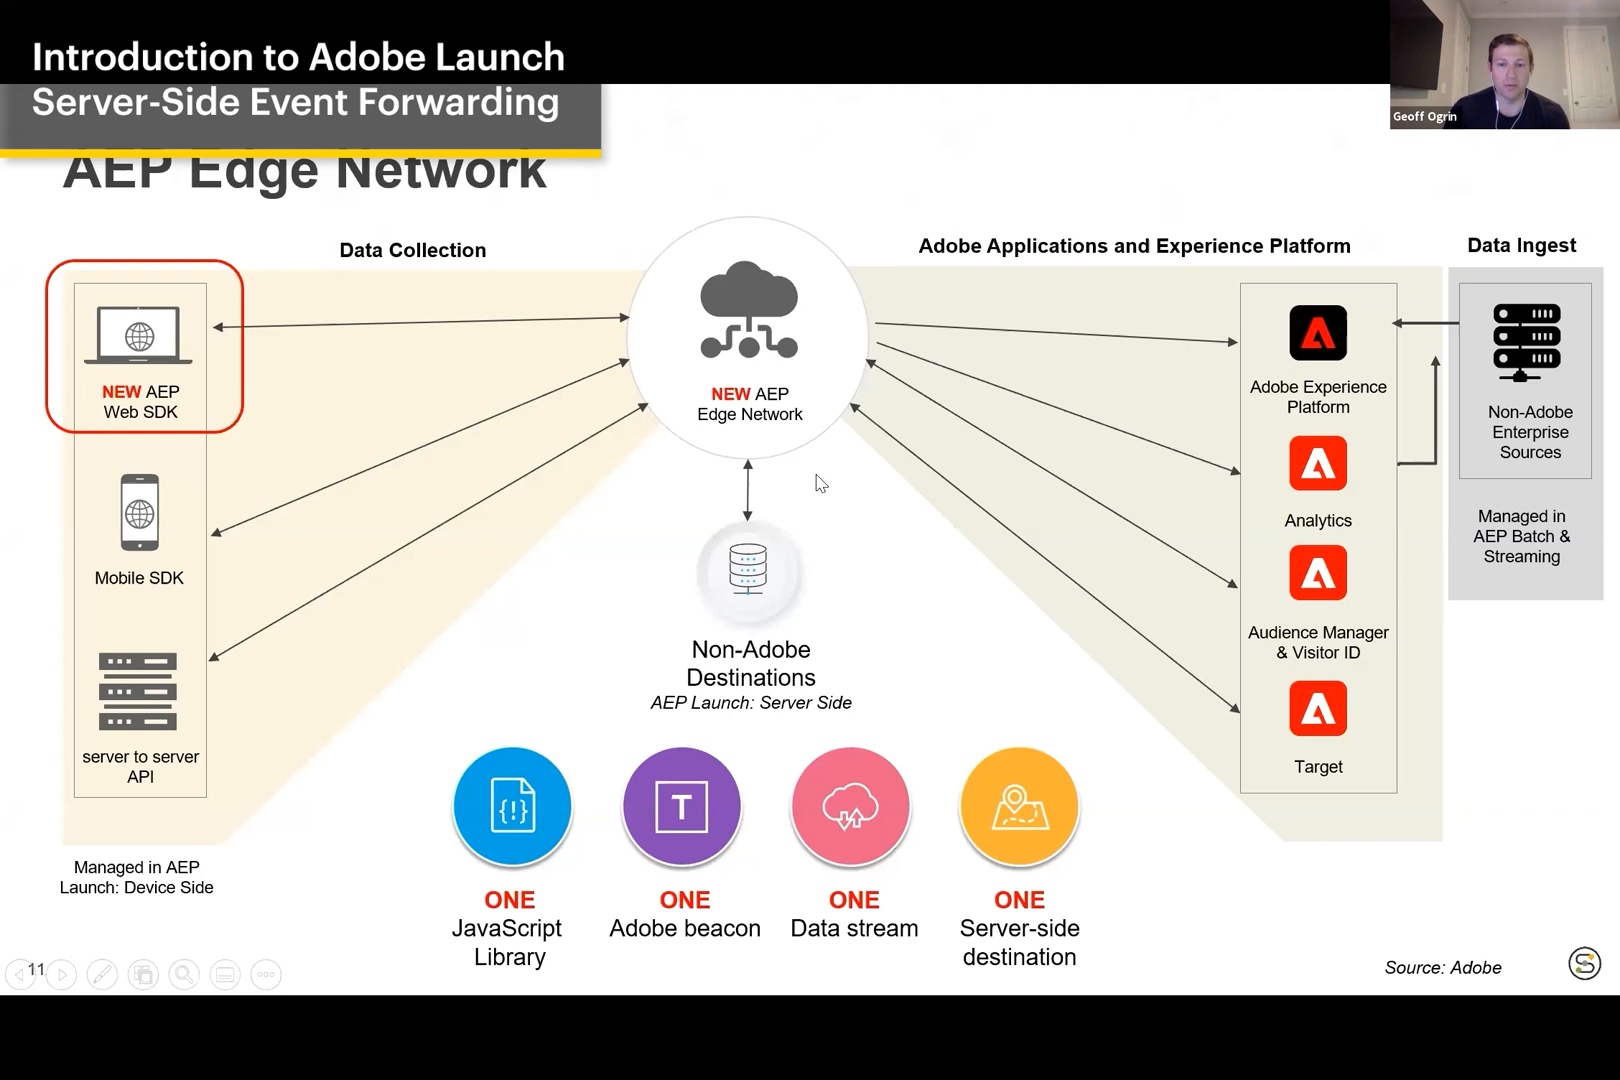 Introduction to Adobe Launch
Server-Side Event Forwarding
Geoff Ogrin
AEP Edge Network
Data Collection
Adobe Applications and Experience Platform
Data Ingest
NEW AEP
Web SDK
Mobile SDK
server to server
API
Managed in AEP
Launch: Device Side
NEW AEP
Edge Network
Non-Adobe
Destinations
AEP Launch: Server Side
Adobe Experience
Platform
Analytics
Audience Manager
& Visitor ID
Target
Non-Adobe
Enterprise
Sources
Managed in
AEP Batch &
Streaming
T
ONE
JavaScript
Library
ONE
Adobe beacon
ONE
Data stream
ONE
Server-side
destination
11
Source: Adobe